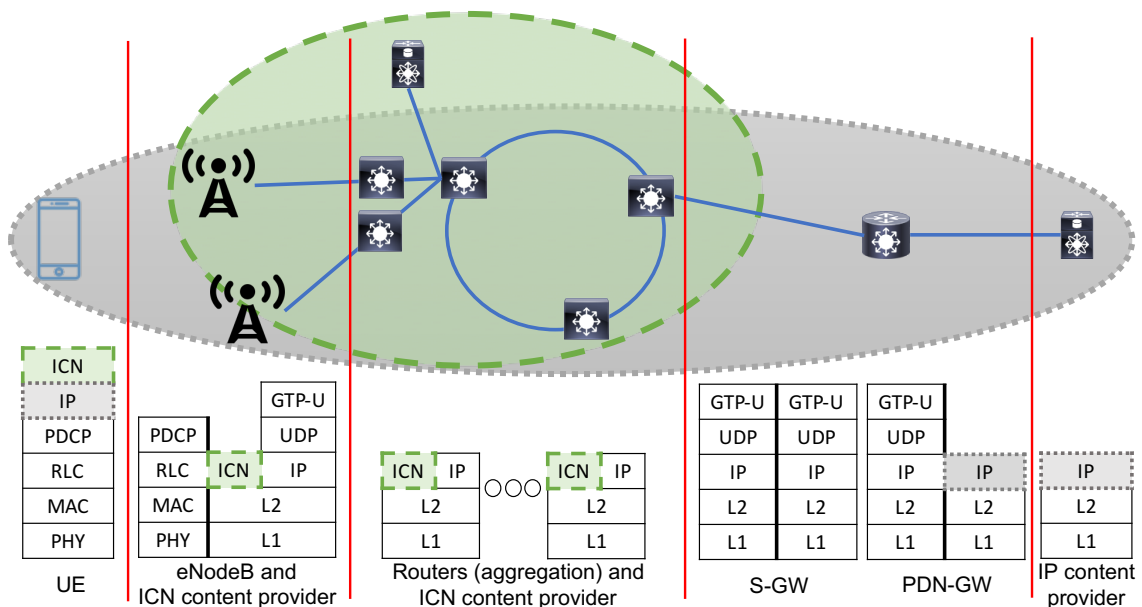 ICN
IP
PDCP
RLC
MAC
PHY
UE
PDCP
RLC
MAC
PHY
ICN
GTP-U
UDP
IP
L2
L1
eNodeB and
ICN content provider
ICN IP
L2
L1
ICN IP
L2
L1
Routers (aggregation) and
ICN content provider
GTP-U GTP-U
UDP UDP
IP IP
L2 L2
L1 L1
S-GW
GTP-U
UDP
IP IP
L2 L2
L1 L1
PDN-GW
IP
L2
L1
IP content
provider